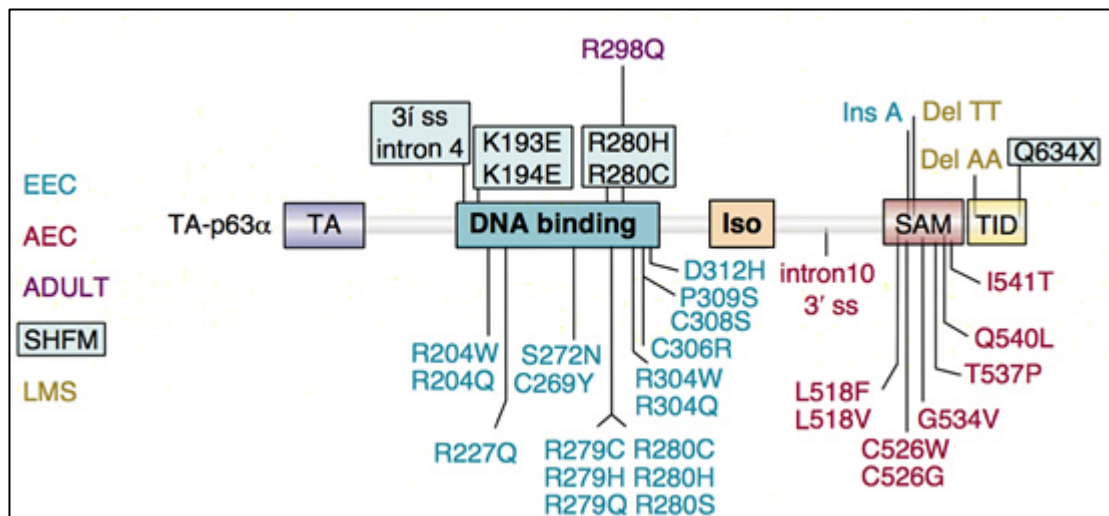 R298Q
3í ss
intron 4
K193E
K194E
R280H
R280C
Ins A
Del TT
Del AA
Q634X
EEC
AEC
ADULT
SHFM
LMS
TA-p63α
TA
DNA binding
Iso
SAM
TID
D312H
P309S
C308S
C306R
R304W
R304Q
S272N
C269Y
R204W
R204Q
R227Q
R279C R280C
R279H R280H
R279Q R280S
intron10
3′ ss
I541T
Q540L
T537P
L518F
L518V
G534V
C526W
C526G